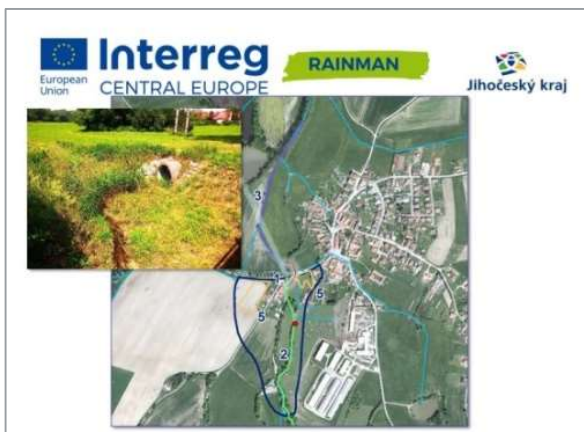 Interreg
RAINMAN
European
Union
CENTRAL EUROPE
Jihočeský kraj
3
1
5
5
2